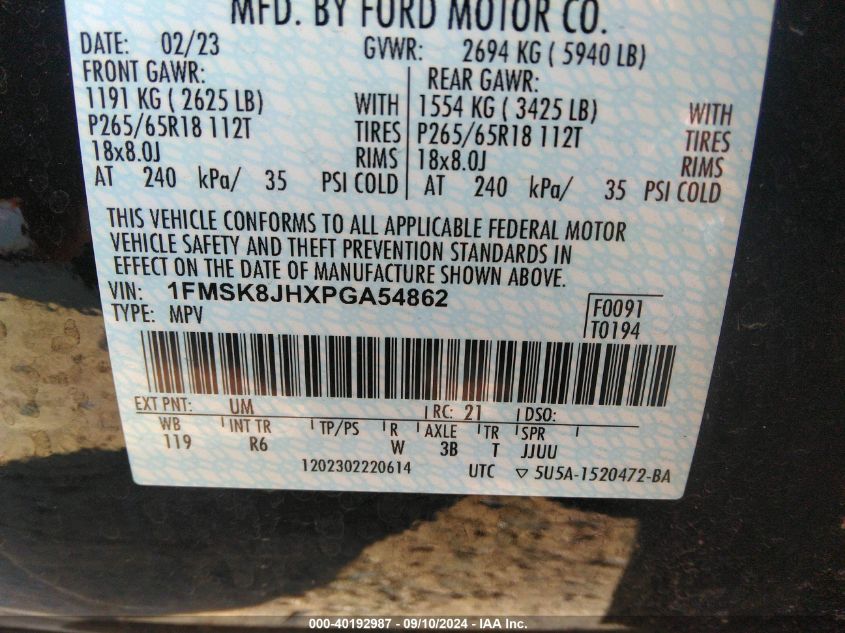 MFD. BY FORD MOTOR CO.
DATE: 02/23 GVWR: 2694 KG ( 5940 LB)
FRONT GAWR: REAR GAWR:
1191 KG ( 2625 LB) WITH 1554 KG ( 3425 LB) WITH
P265/65R18 112T TIRES P265/65R18 112T TIRES
18x8.0J RIMS 18x8.0J RIMS
AT 240 kPa/ 35 PSI COLD AT 240 kPa/ 35 PSI COLD
THIS VEHICLE CONFORMS TO ALL APPLICABLE FEDERAL MOTOR
VEHICLE SAFETY AND THEFT PREVENTION STANDARDS IN
EFFECT ON THE DATE OF MANUFACTURE SHOWN ABOVE.
VIN: 1FMSK8JHXPGA54862 F0091
TYPE: MPV T0194
EXT PNT: UM RC: 21 DSO:
WB INT TR TP/PS R AXLE TR SPR
119 R6 W 3B T JJUU
1202302220614 UTC ▽ 5U5A-1520472-BA
000-40192987 - 09/10/2024 - IAA Inc.